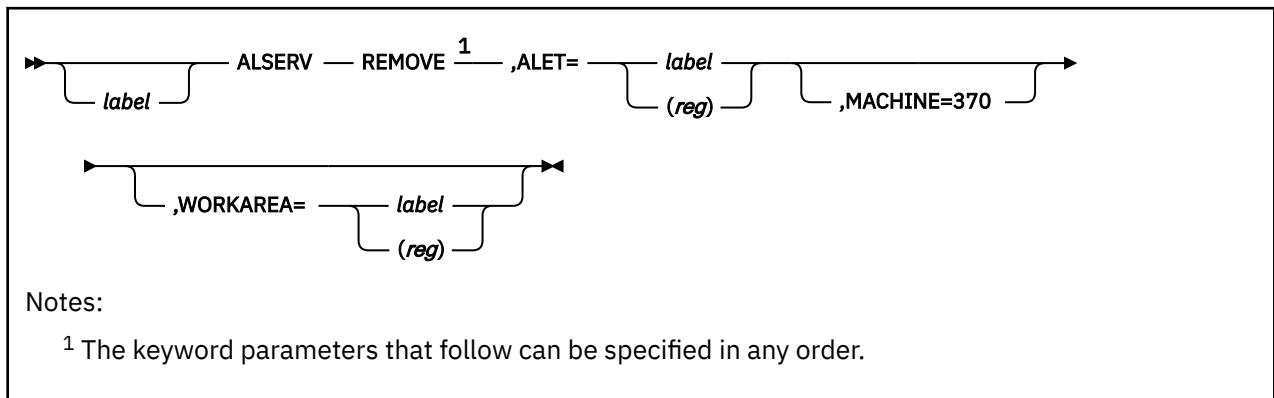 ALSERV REMOVE 1 ,ALET= label
label (reg) ,MACHINE=370
,WORKAREA= label
(reg)
Notes:
1 The keyword parameters that follow can be specified in any order.